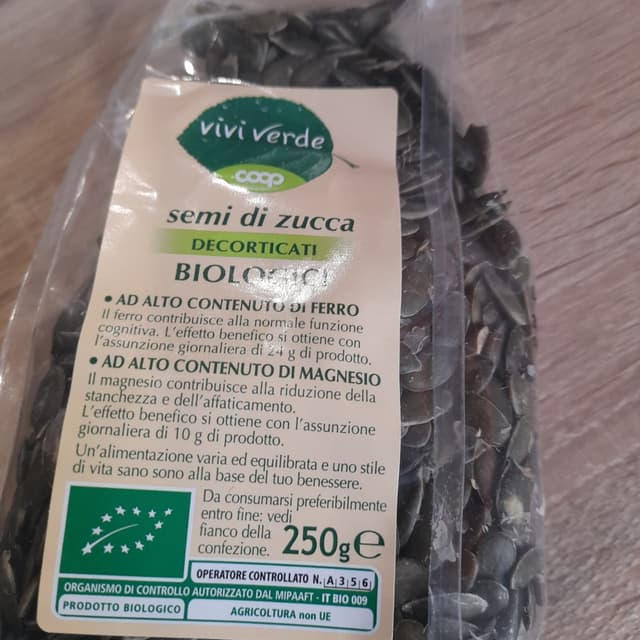 vivi verde
coop
semi di zucca
DECORTICATI
BIOLOGICI
• AD ALTO CONTENUTO DI FERRO
Il ferro contribuisce alla normale funzione
cognitiva. L'effetto benefico si ottiene con
l'assunzione giornaliera di 24 g di prodotto.
• AD ALTO CONTENUTO DI MAGNESIO
Il magnesio contribuisce alla riduzione della
stanchezza e dell'affaticamento.
L'effetto benefico si ottiene con l'assunzione
giornaliera di 10 g di prodotto.
Un'alimentazione varia ed equilibrata e uno stile
di vita sano sono alla base del tuo benessere.
Da consumarsi preferibilmente
entro fine: vedi
fianco della
confezione.
250g e
OPERATORE CONTROLLATO N. A356
ORGANISMO DI CONTROLLO AUTORIZZATO DAL MIPAAFT - IT BIO 009
PRODOTTO BIOLOGICO
AGRICOLTURA non UE